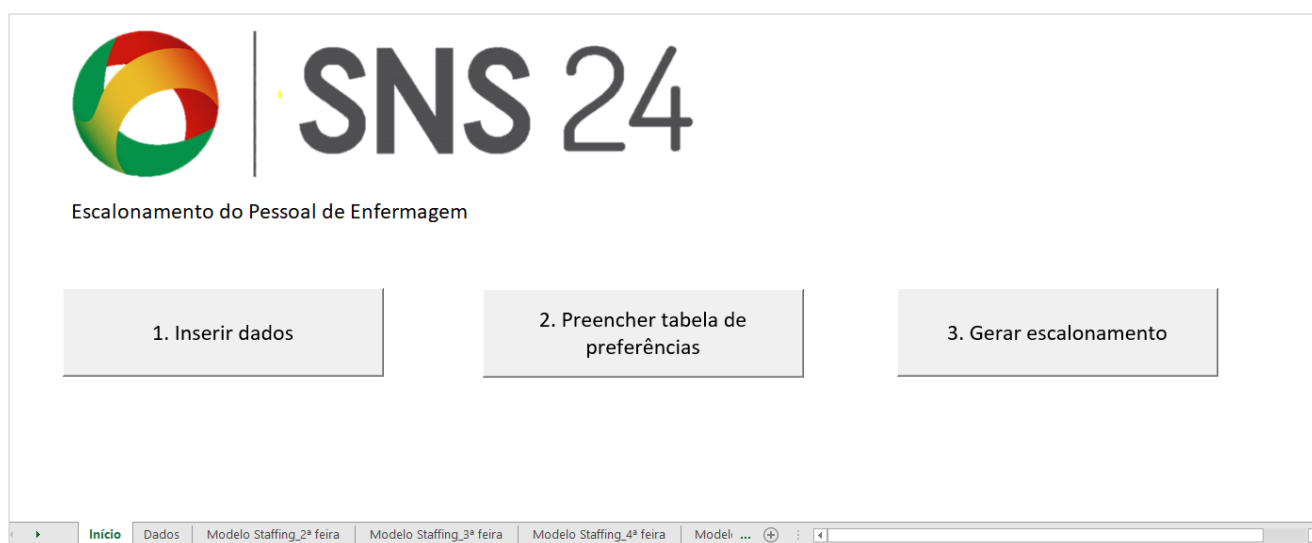 SNS 24
Escalonamento do Pessoal de Enfermagem
1. Inserir dados
2. Preencher tabela de
preferências
3. Gerar escalonamento
Início Dados Modelo Staffing_2ª feira Modelo Staffing_3ª feira Modelo Staffing_4ª feira Model ...